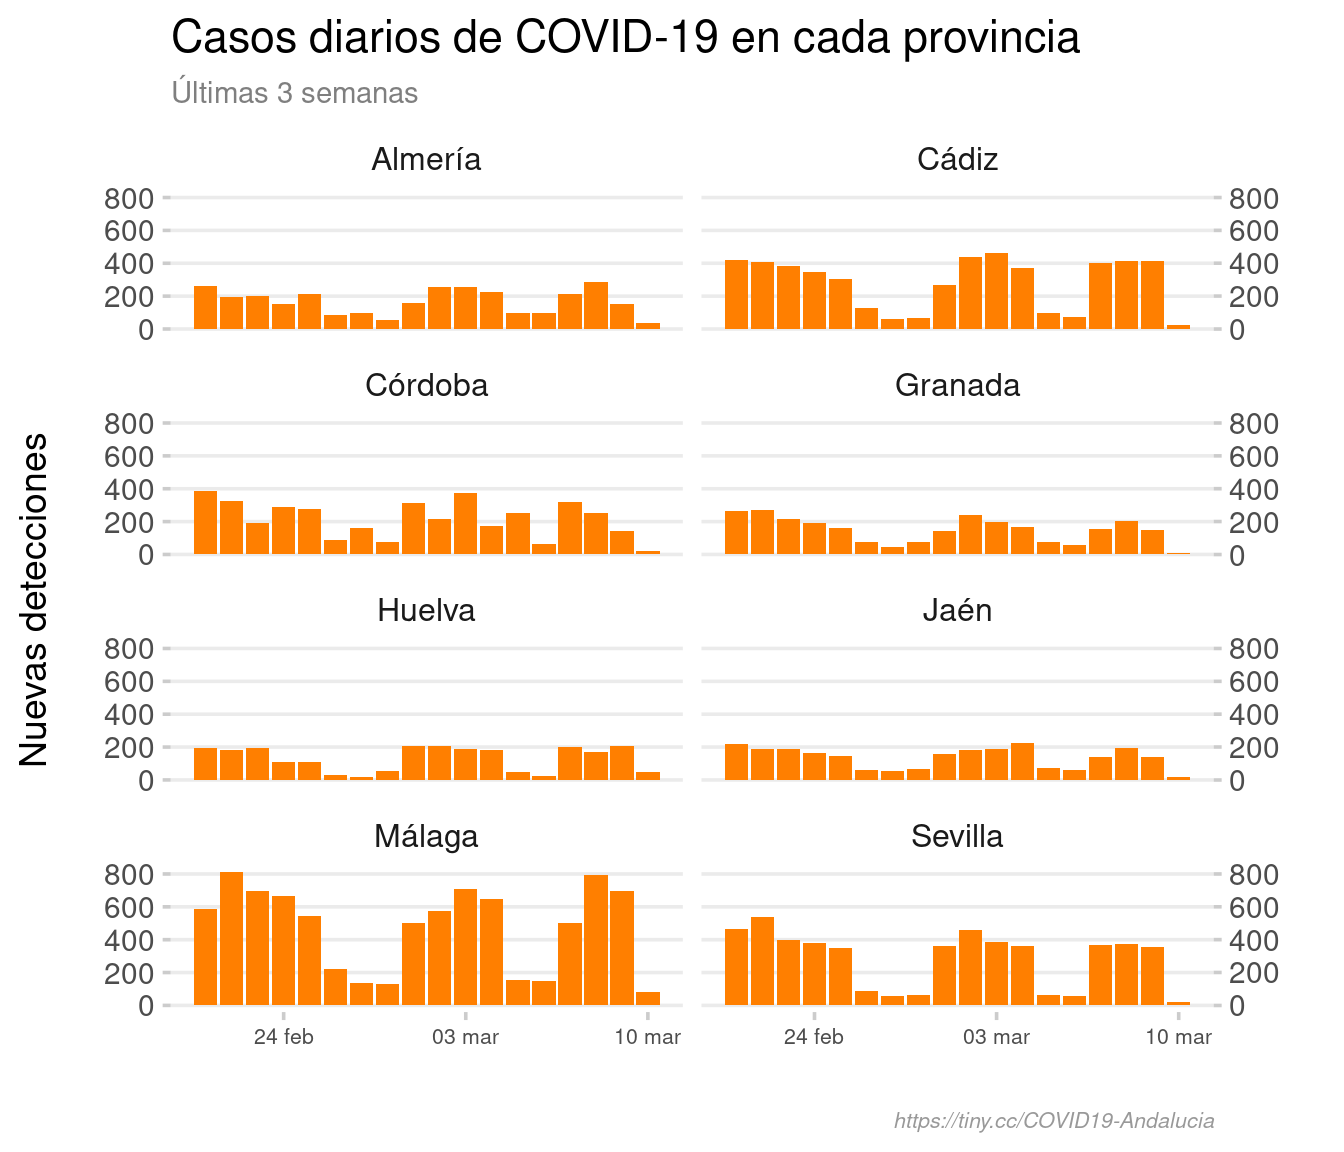 Casos diarios de COVID-19 en cada provincia
Últimas 3 semanas
Nuevas detecciones
Almería
Cádiz
800
600
400
200
0
800
600
400
200
0
Córdoba
Granada
800
600
400
200
0
800
600
400
200
0
Huelva
Jaén
800
600
400
200
0
800
600
400
200
0
Málaga
Sevilla
800
600
400
200
0
800
600
400
200
0
24 feb
03 mar
10 mar
24 feb
03 mar
10 mar
https://tiny.cc/COVID19-Andalucia